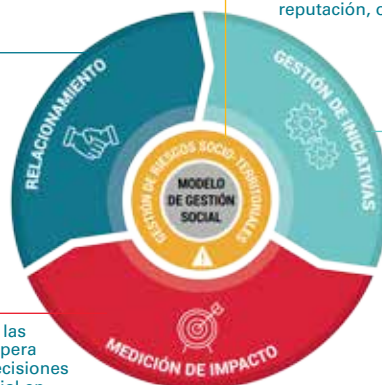 reputación, c
RELACIONAMIENTO
GESTIÓN DE INICIATIVAS
GESTIÓN DE RIESGOS SOCIO-TERRITORIALES
MODELO
DE GESTIÓN
SOCIAL
MEDICIÓN DE IMPACTO
las
pera
ecisiones